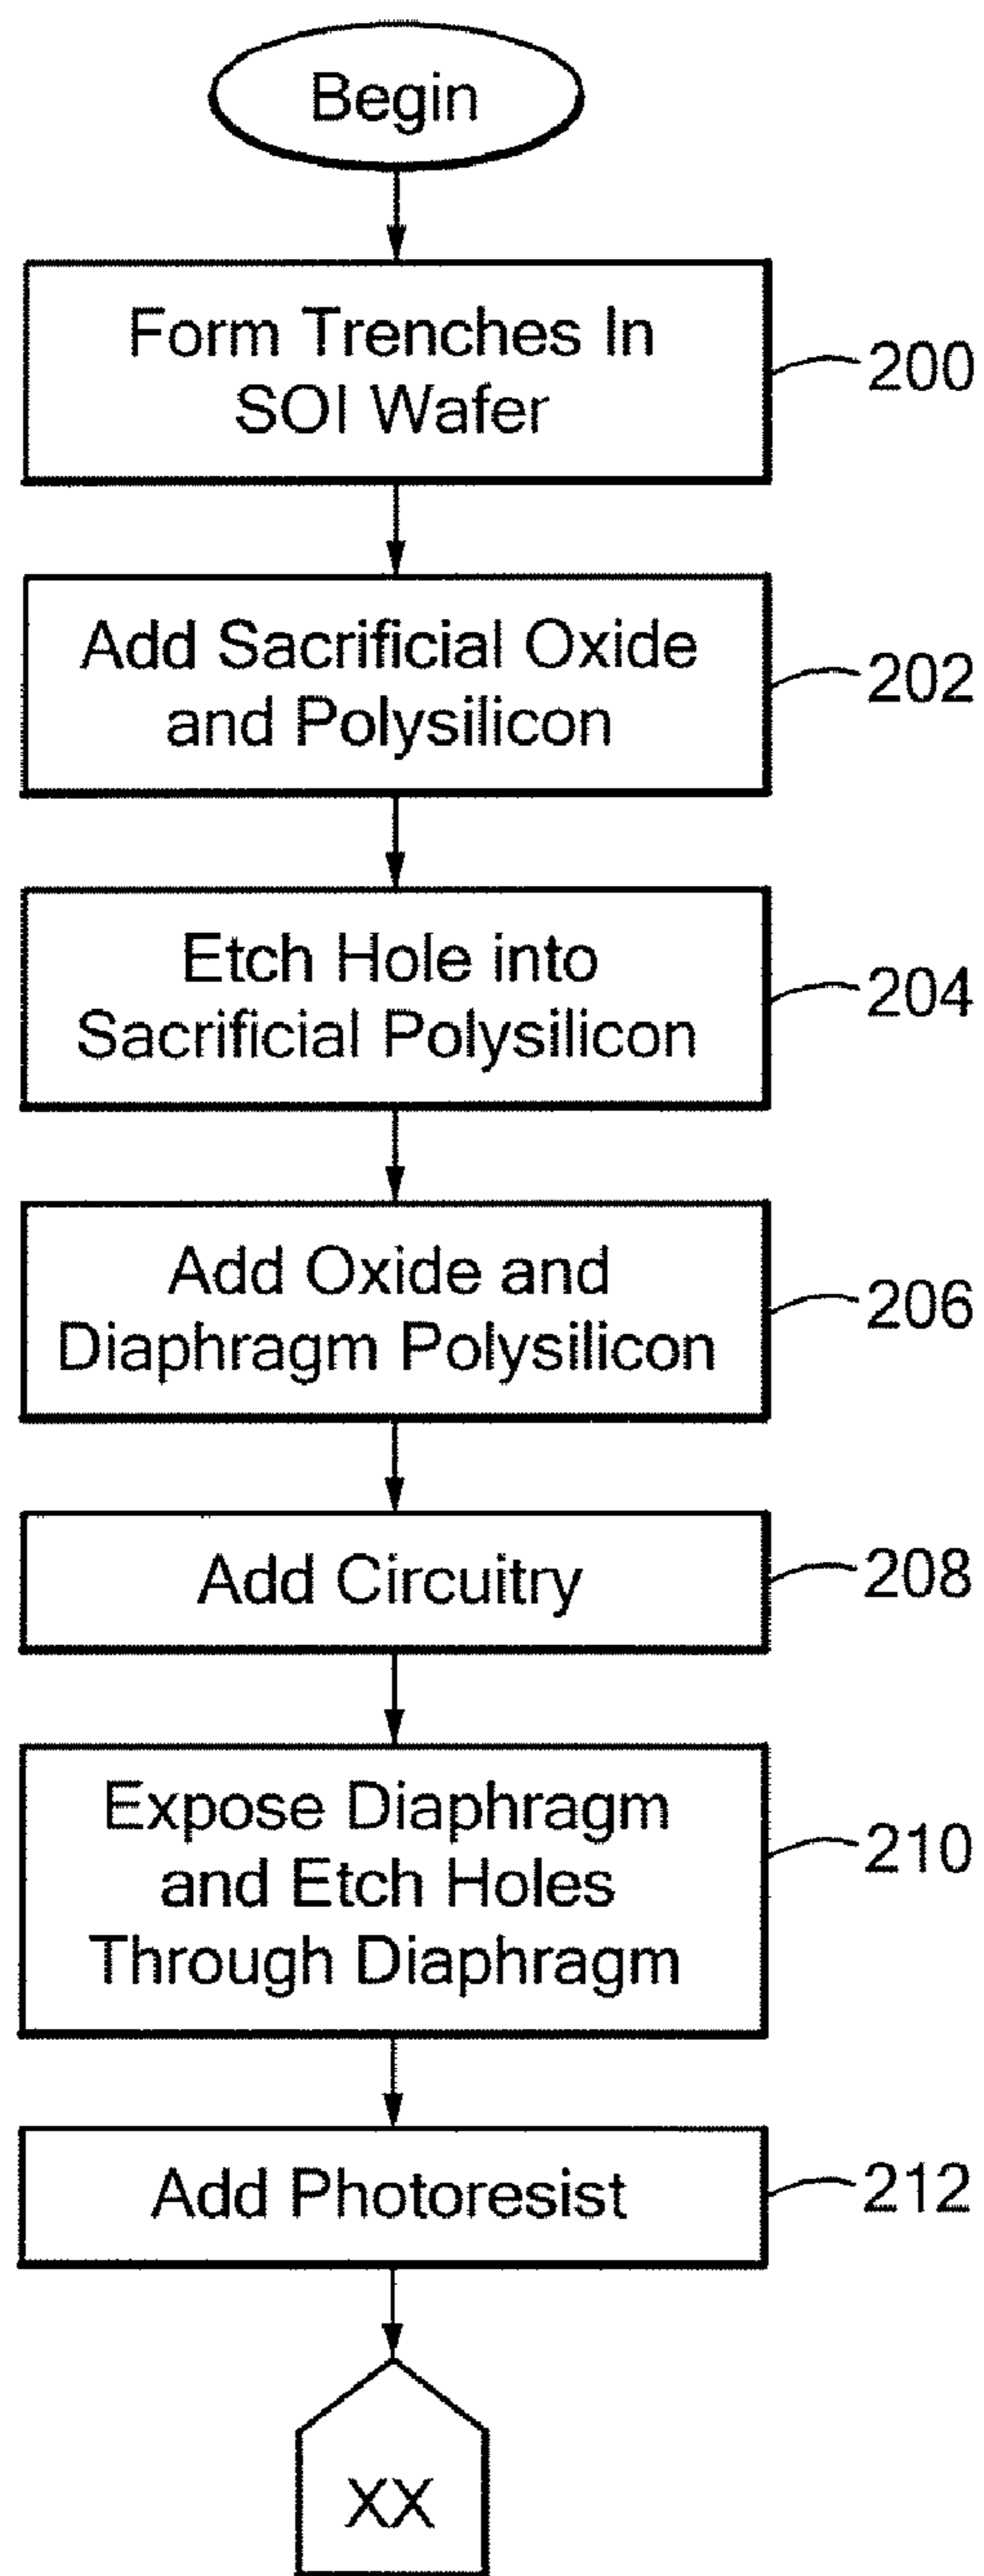 Begin
Form Trenches In
SOI Wafer
200
Add Sacrificial Oxide
and Polysilicon
202
Etch Hole into
Sacrificial Polysilicon
204
Add Oxide and
Diaphragm Polysilicon
206
Add Circuitry
208
Expose Diaphragm
and Etch Holes
Through Diaphragm
210
Add Photoresist
212
XX